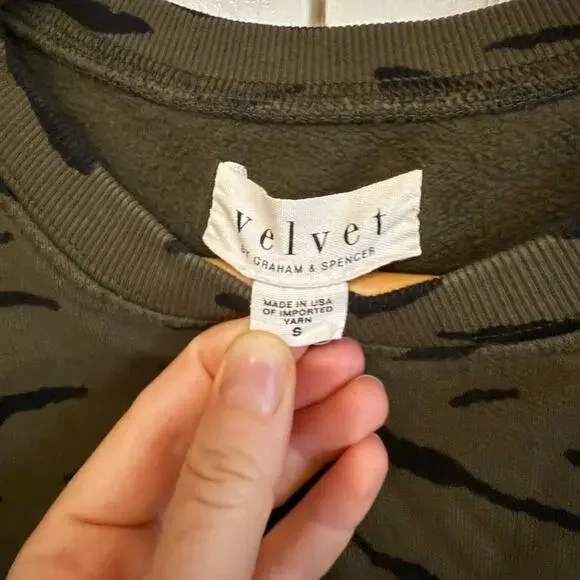 velvet
BY GRAHAM & SPENCER
MADE IN USA
OF IMPORTED
YARN
S